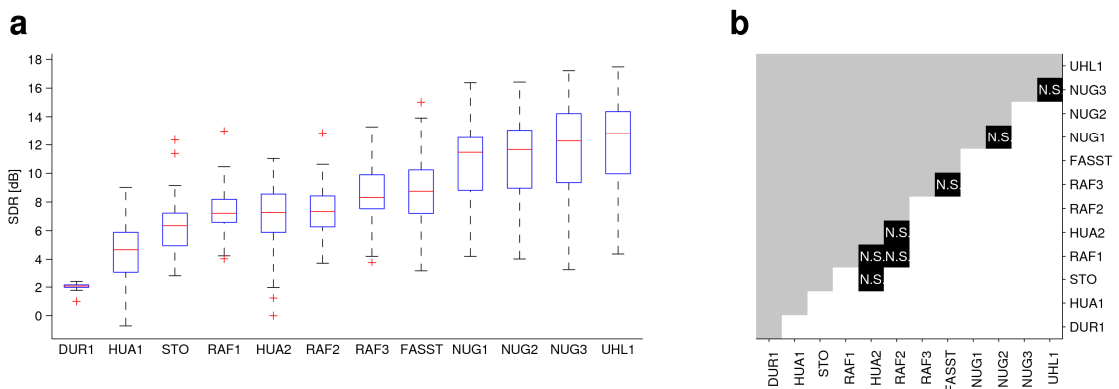 a
b
SDR [dB]
18
16
14
12
10
8
6
4
2
0
DUR1 HUA1 STO RAF1 HUA2 RAF2 RAF3 FASST NUG1 NUG2 NUG3 UHL1
UHL1
N.S. NUG3
NUG2
N.S. NUG1
FASST
N.S. RAF3
RAF2
N.S. HUA2
N.S. N.S. RAF1
N.S. STO
HUA1
DUR1
DUR1 HUA1 STO RAF1 HUA2 RAF2 RAF3 FASST NUG1 NUG2 NUG3 UHL1